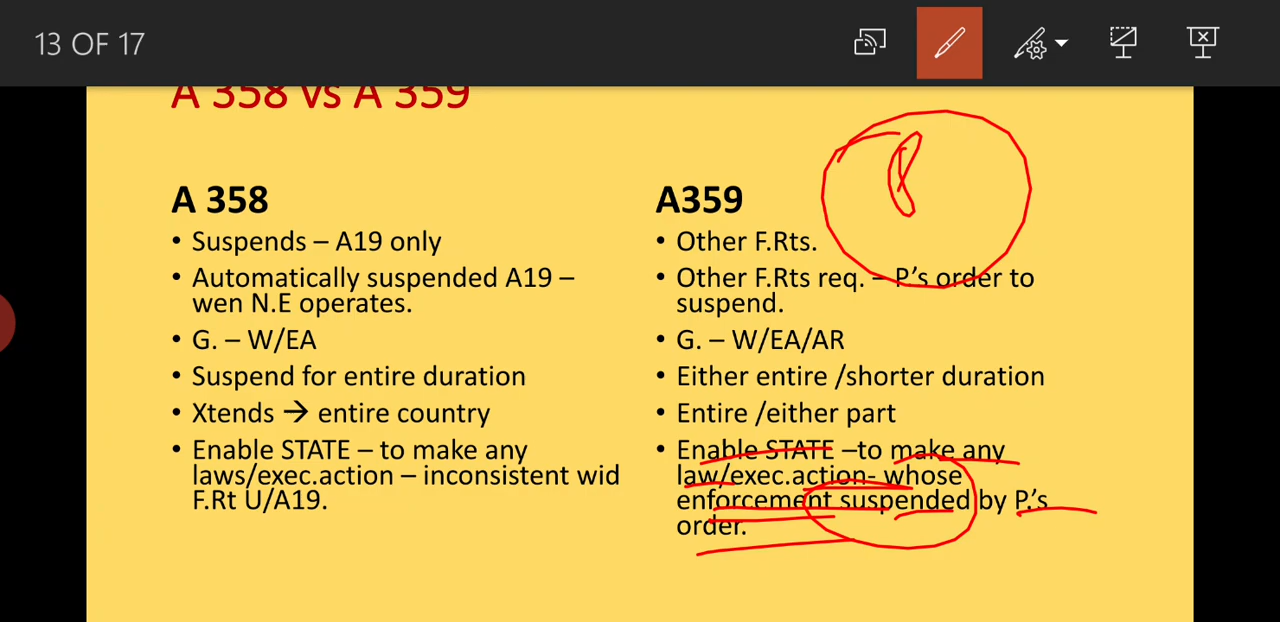 13 OF 17
A 358 vs A 359
A 358
• Suspends – A19 only
• Automatically suspended A19 –
wen N.E operates.
• G. – W/EA
• Suspend for entire duration
• Xtends → entire country
• Enable STATE – to make any
laws/exec.action – inconsistent wid
F.Rt U/A19.
A359
• Other F.Rts.
• Other F.Rts req. – P.’s order to
suspend.
• G. – W/EA/AR
• Either entire /shorter duration
• Entire /either part
• Enable STATE –to make any
law/exec.action- whose
enforcement suspended by P.’s
order.